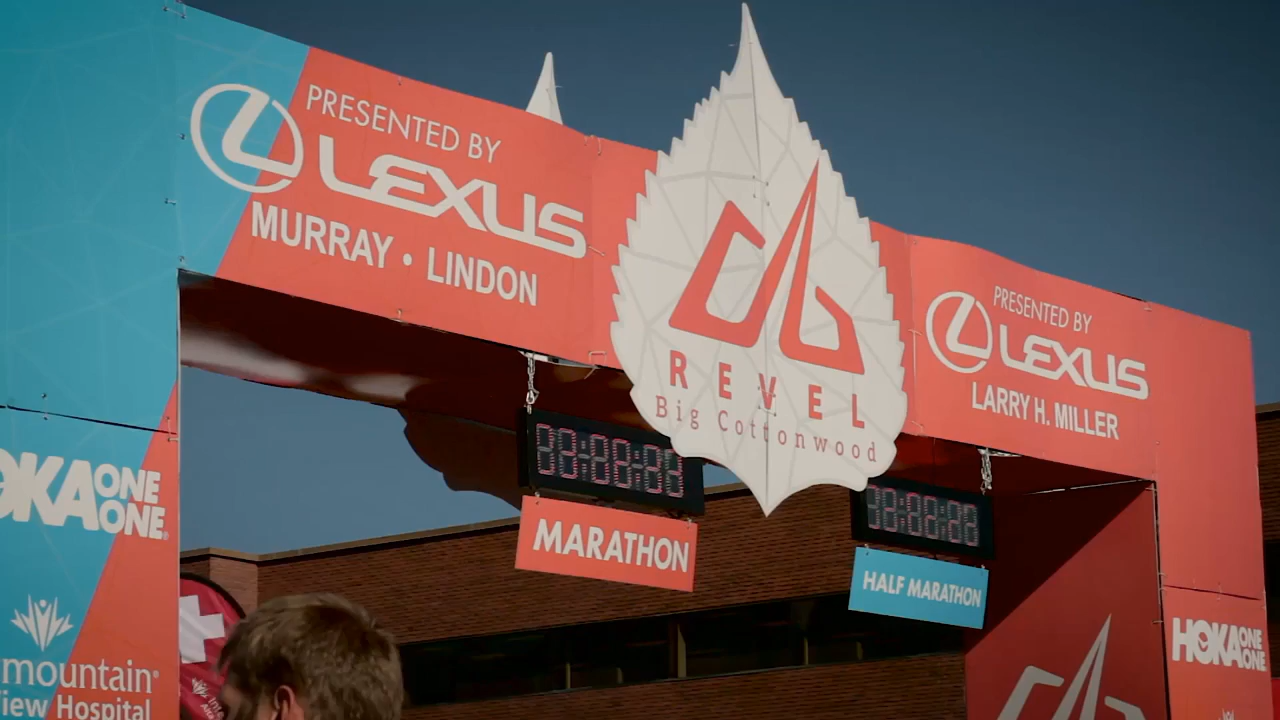 PRESENTED BY
LEXUS
MURRAY • LINDON
REVEL
Big Cottonwood
PRESENTED BY
LEXUS
LARRY H. MILLER
MARATHON
HALF MARATHON
HOKA ONE ONE
mountain
View Hospital
HOKA ONE ONE